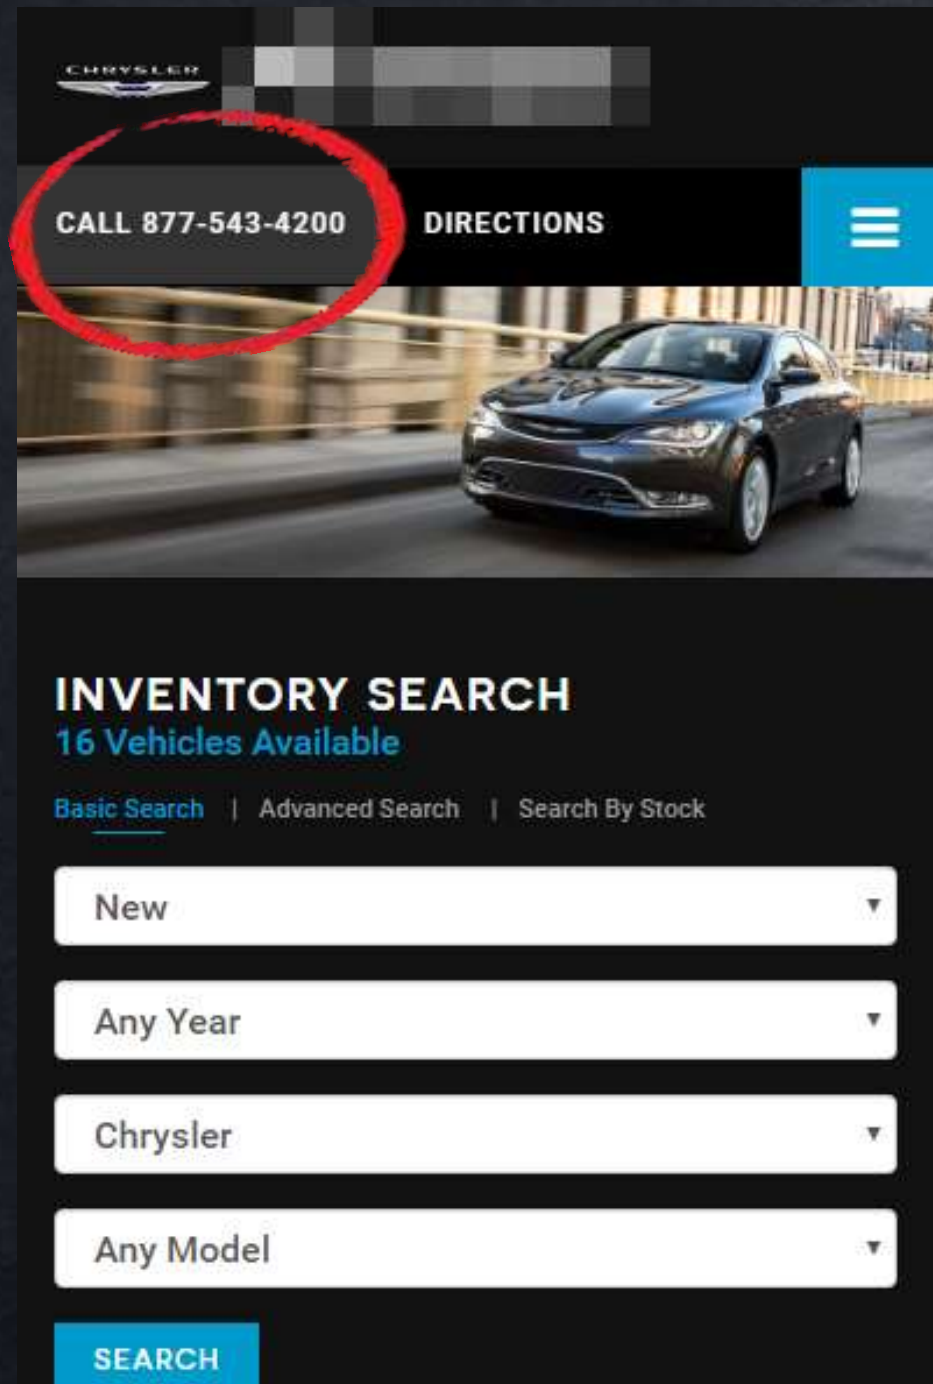 CHRYSLER
CALL 877-543-4200 DIRECTIONS
INVENTORY SEARCH
16 Vehicles Available
Basic Search | Advanced Search | Search By Stock
New
Any Year
Chrysler
Any Model
SEARCH